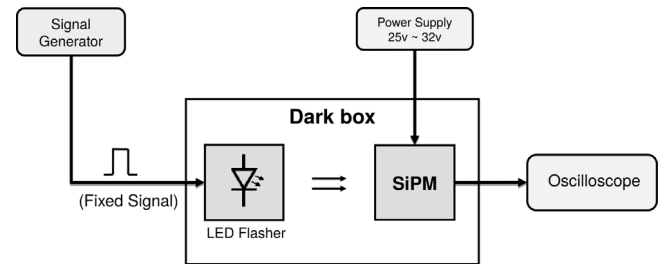 Signal
Generator
Power Supply
25v ~ 32v
Dark box
(Fixed Signal)
SiPM
Oscilloscope
LED Flasher